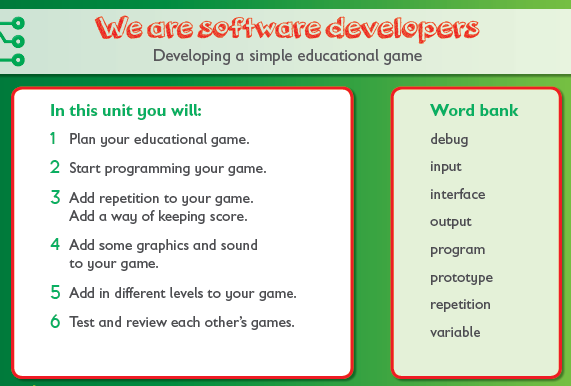 We are software developers
Developing a simple educational game
In this unit you will:
1 Plan your educational game.
2 Start programming your game.
3 Add repetition to your game.
Add a way of keeping score.
4 Add some graphics and sound
to your game.
5 Add in different levels to your game.
6 Test and review each other's games.
Word bank
debug
input
interface
output
program
prototype
repetition
variable